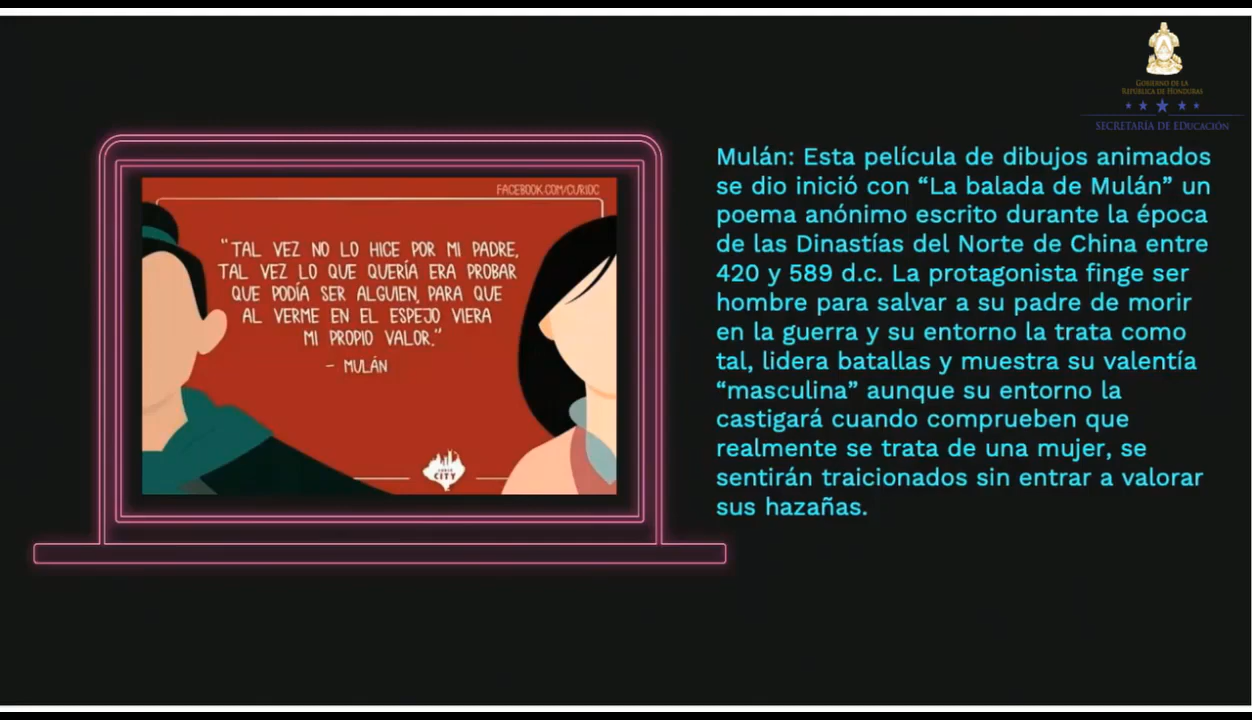 GOBIERNO DE LA
REPÚBLICA DE HONDURAS
SECRETARÍA DE EDUCACIÓN
FACEBOOK.COM/CURIOC
"TAL VEZ NO LO HICE POR MI PADRE,
TAL VEZ LO QUE QUERÍA ERA PROBAR
QUE PODÍA SER ALGUIEN, PARA QUE
AL VERME EN EL ESPEJO VIERA
MI PROPIO VALOR."
- MULÁN
CITY
Mulán: Esta película de dibujos animados
se dio inició con “La balada de Mulán” un
poema anónimo escrito durante la época
de las Dinastías del Norte de China entre
420 y 589 d.c. La protagonista finge ser
hombre para salvar a su padre de morir
en la guerra y su entorno la trata como
tal, lidera batallas y muestra su valentía
“masculina” aunque su entorno la
castigará cuando comprueben que
realmente se trata de una mujer, se
sentirán traicionados sin entrar a valorar
sus hazañas.